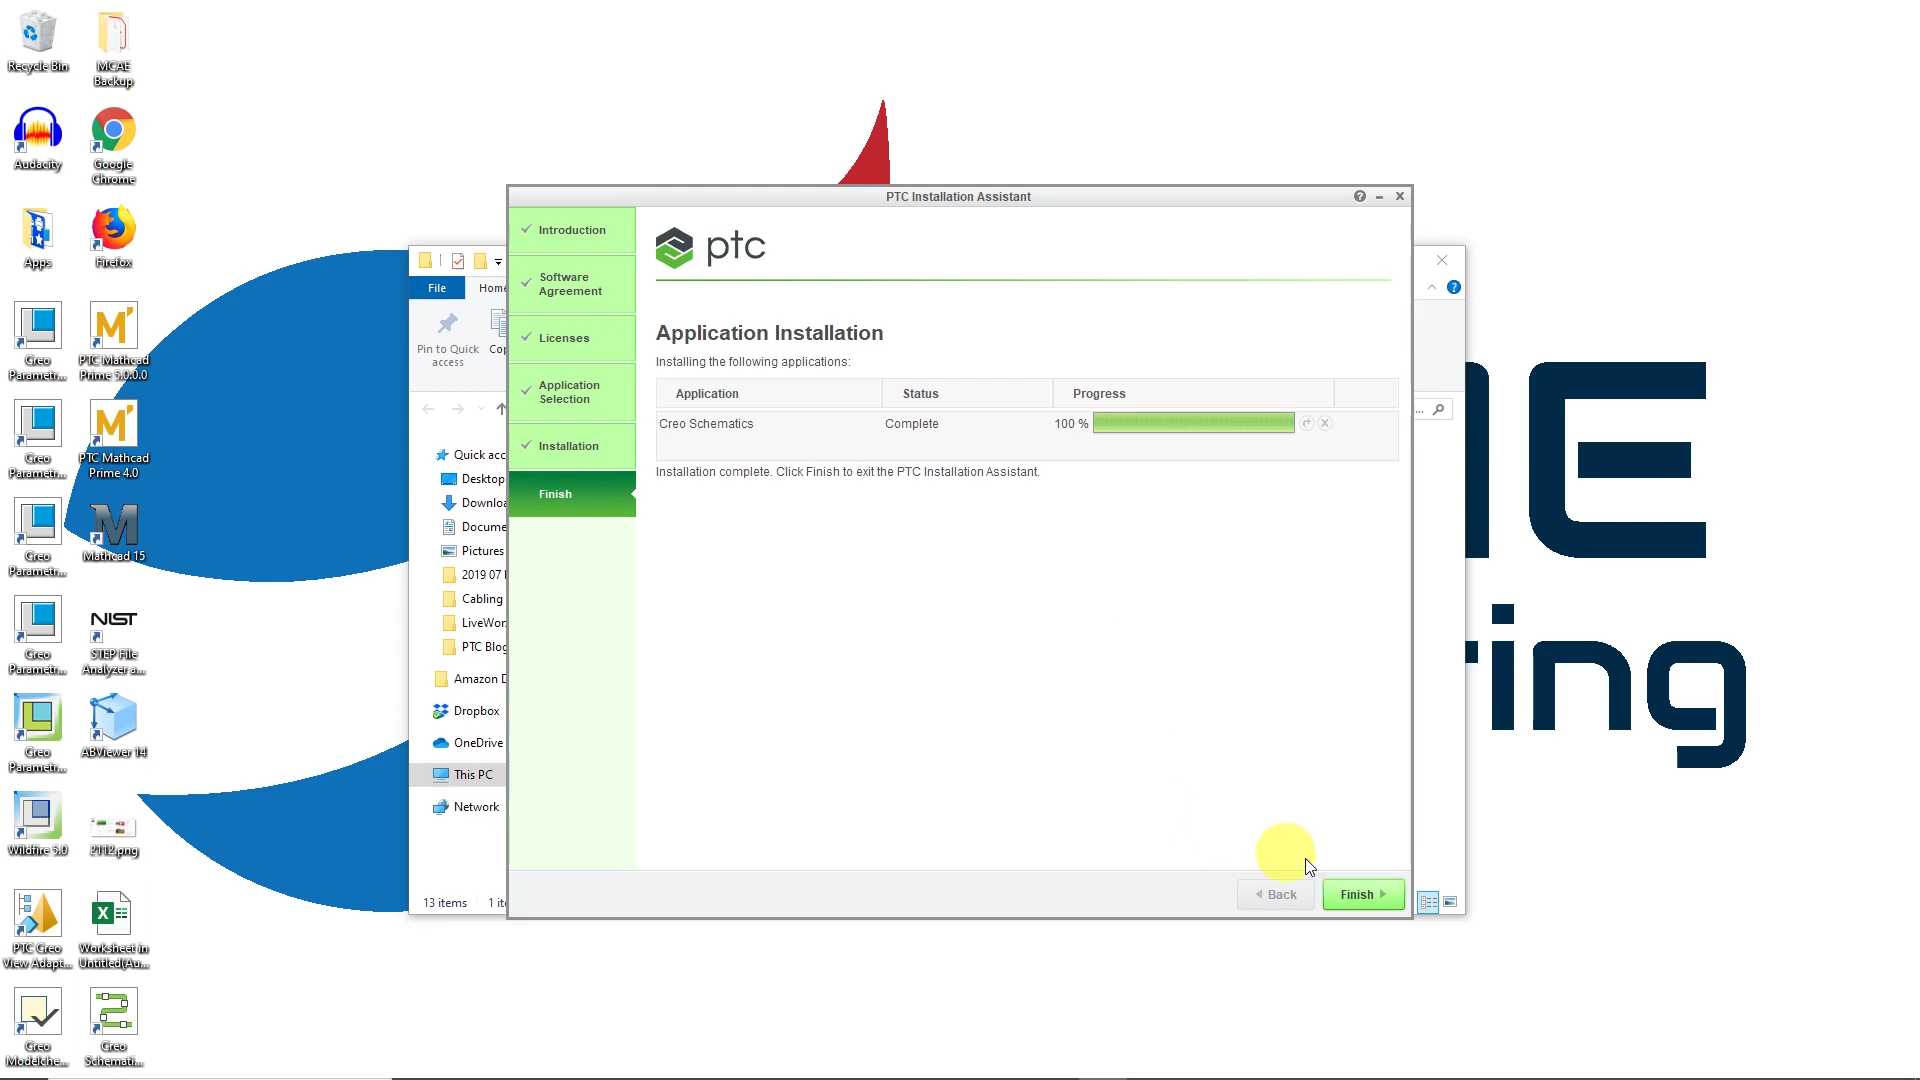 Recycle Bin
MCAE
Backup
Audacity
Google
Chrome
Apps
Firefox
Creo
Parametr...
PTC Mathcad
Prime 5.0.0.0
Creo
Parametr...
PTC Mathcad
Prime 4.0
Creo
Parametr...
Mathcad 15
Creo
Parametr...
NIST
STEP File
Analyzer a...
Creo
Parametr...
ABViewer 14
Wildfire 5.0
2112.png
PTC Creo
View Adapt...
Worksheet in
Untitled(Au...
Creo
Modelche...
Creo
Schemati...
File
Home
Pin to Quick
access
Cop
Quick acc
Desktop
Downloa
Docume
Pictures
2019 07
Cabling
LiveWor
PTC Blog
Amazon D
Dropbox
OneDrive
This PC
Network
13 items
1 it
PTC Installation Assistant
Introduction
Software
Agreement
Licenses
Application
Selection
Installation
Finish
ptc
Application Installation
Installing the following applications:
Application Status Progress
Creo Schematics Complete 100 %
Installation complete. Click Finish to exit the PTC Installation Assistant.
Back
Finish
E
ring